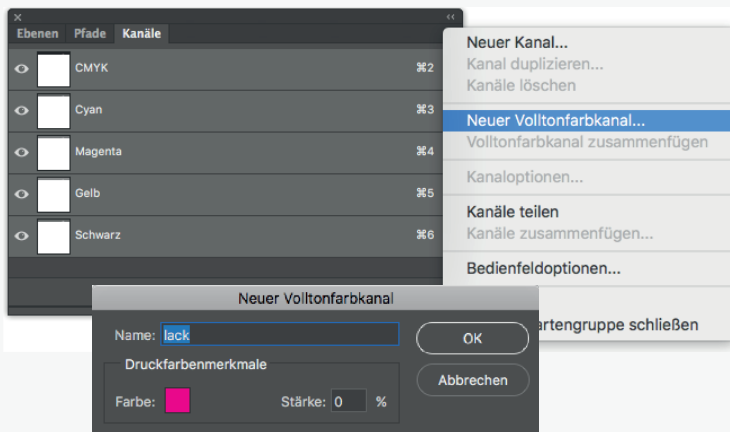 Ebenen Pfade Kanäle
CMYK ⌘2
Cyan ⌘3
Magenta ⌘4
Gelb ⌘5
Schwarz ⌘6
Neuer Kanal...
Kanal duplizieren...
Kanäle löschen
Neuer Volltonfarbkanal...
Volltonfarbkanal zusammenfügen
Kanaloptionen...
Kanäle teilen
Kanäle zusammenfügen...
Bedienfeldoptionen...
artengruppe schließen
Neuer Volltonfarbkanal
Name: lack
OK
Druckfarbenmerkmale
Abbrechen
Farbe: Stärke: 0 %